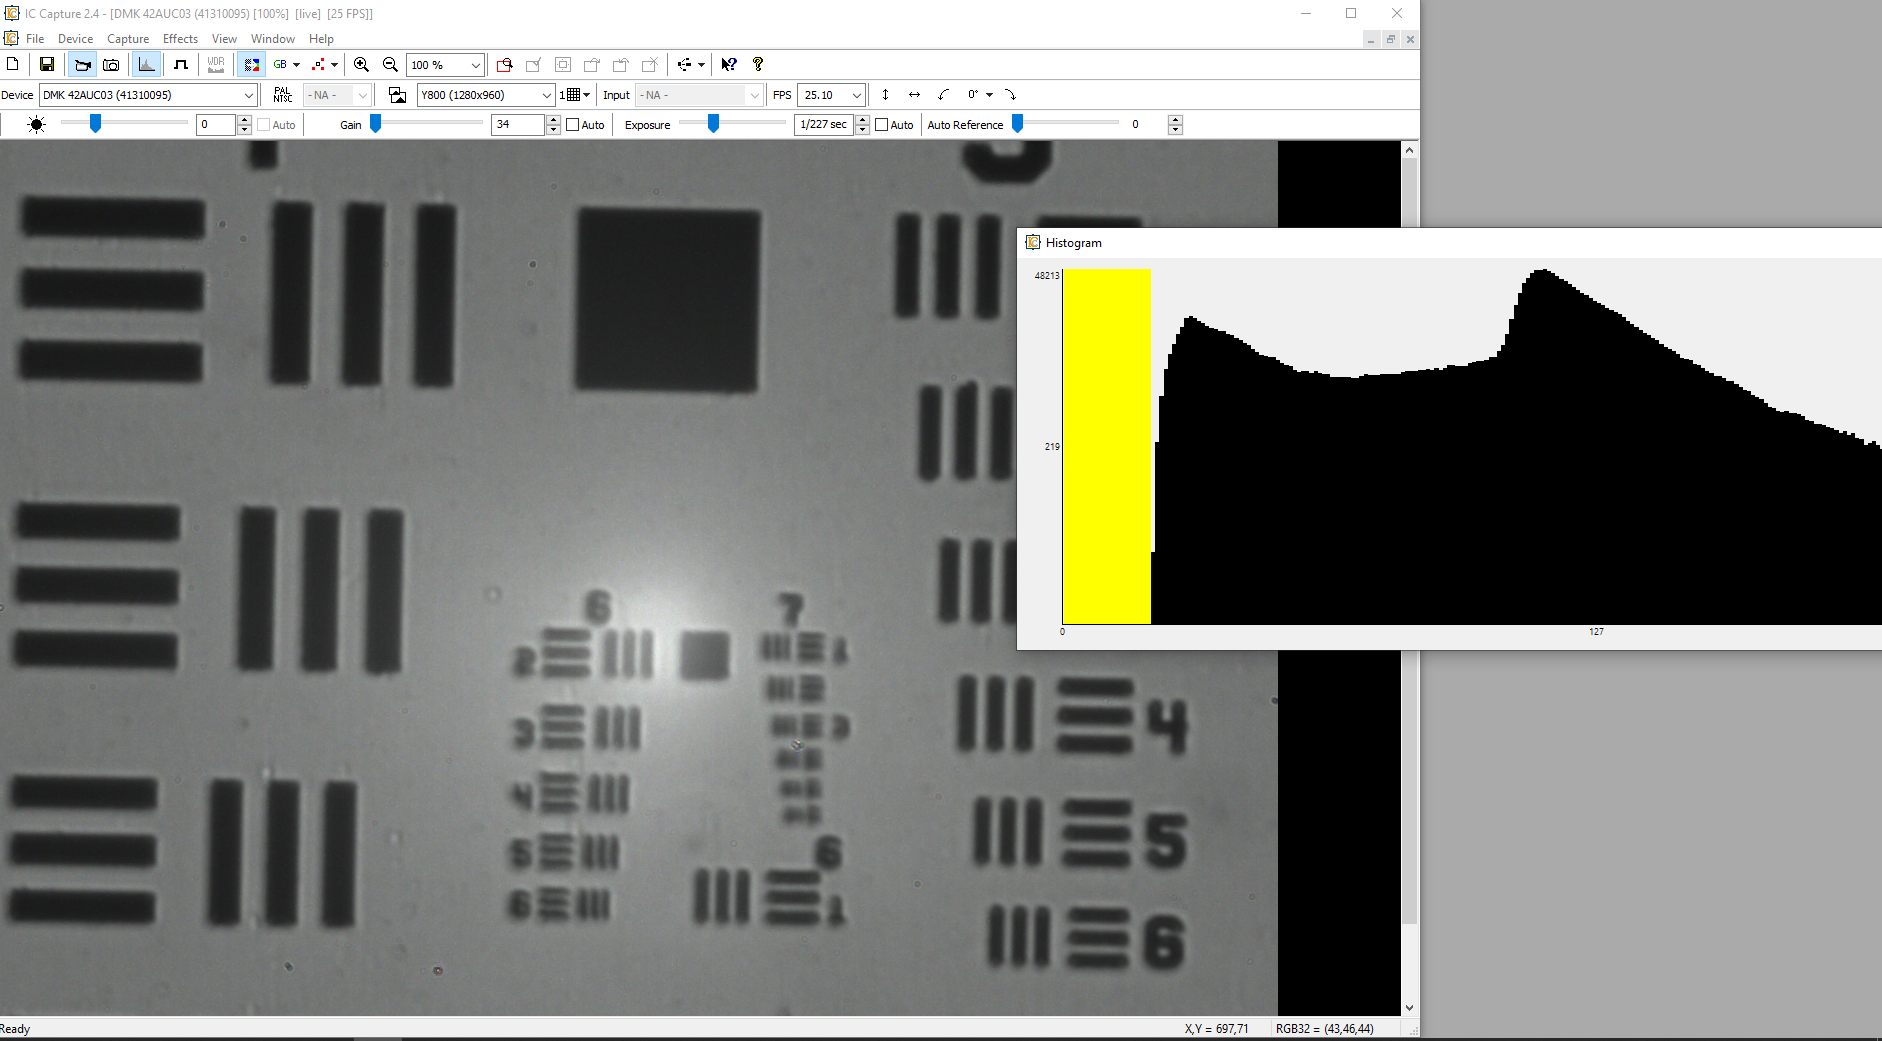 IC Capture 2.4 - [DMK 42AUC03 (41310095) [100%] [live] [25 FPS]]
File Device Capture Effects View Window Help
WDR GB 100 %
Device DMK 42AUC03 (41310095) PAL NTSC - NA - Y800 (1280x960) 1 Input - NA - FPS 25.10 0°
0 Auto Gain 34 Auto Exposure 1/227 sec Auto Auto Reference 0
Histogram
48213
219
0 127
6 7
2 1
3 3
4 4
5 5
6
6 1 6
Ready X,Y = 697,71 RGB32 = (43,46,44)